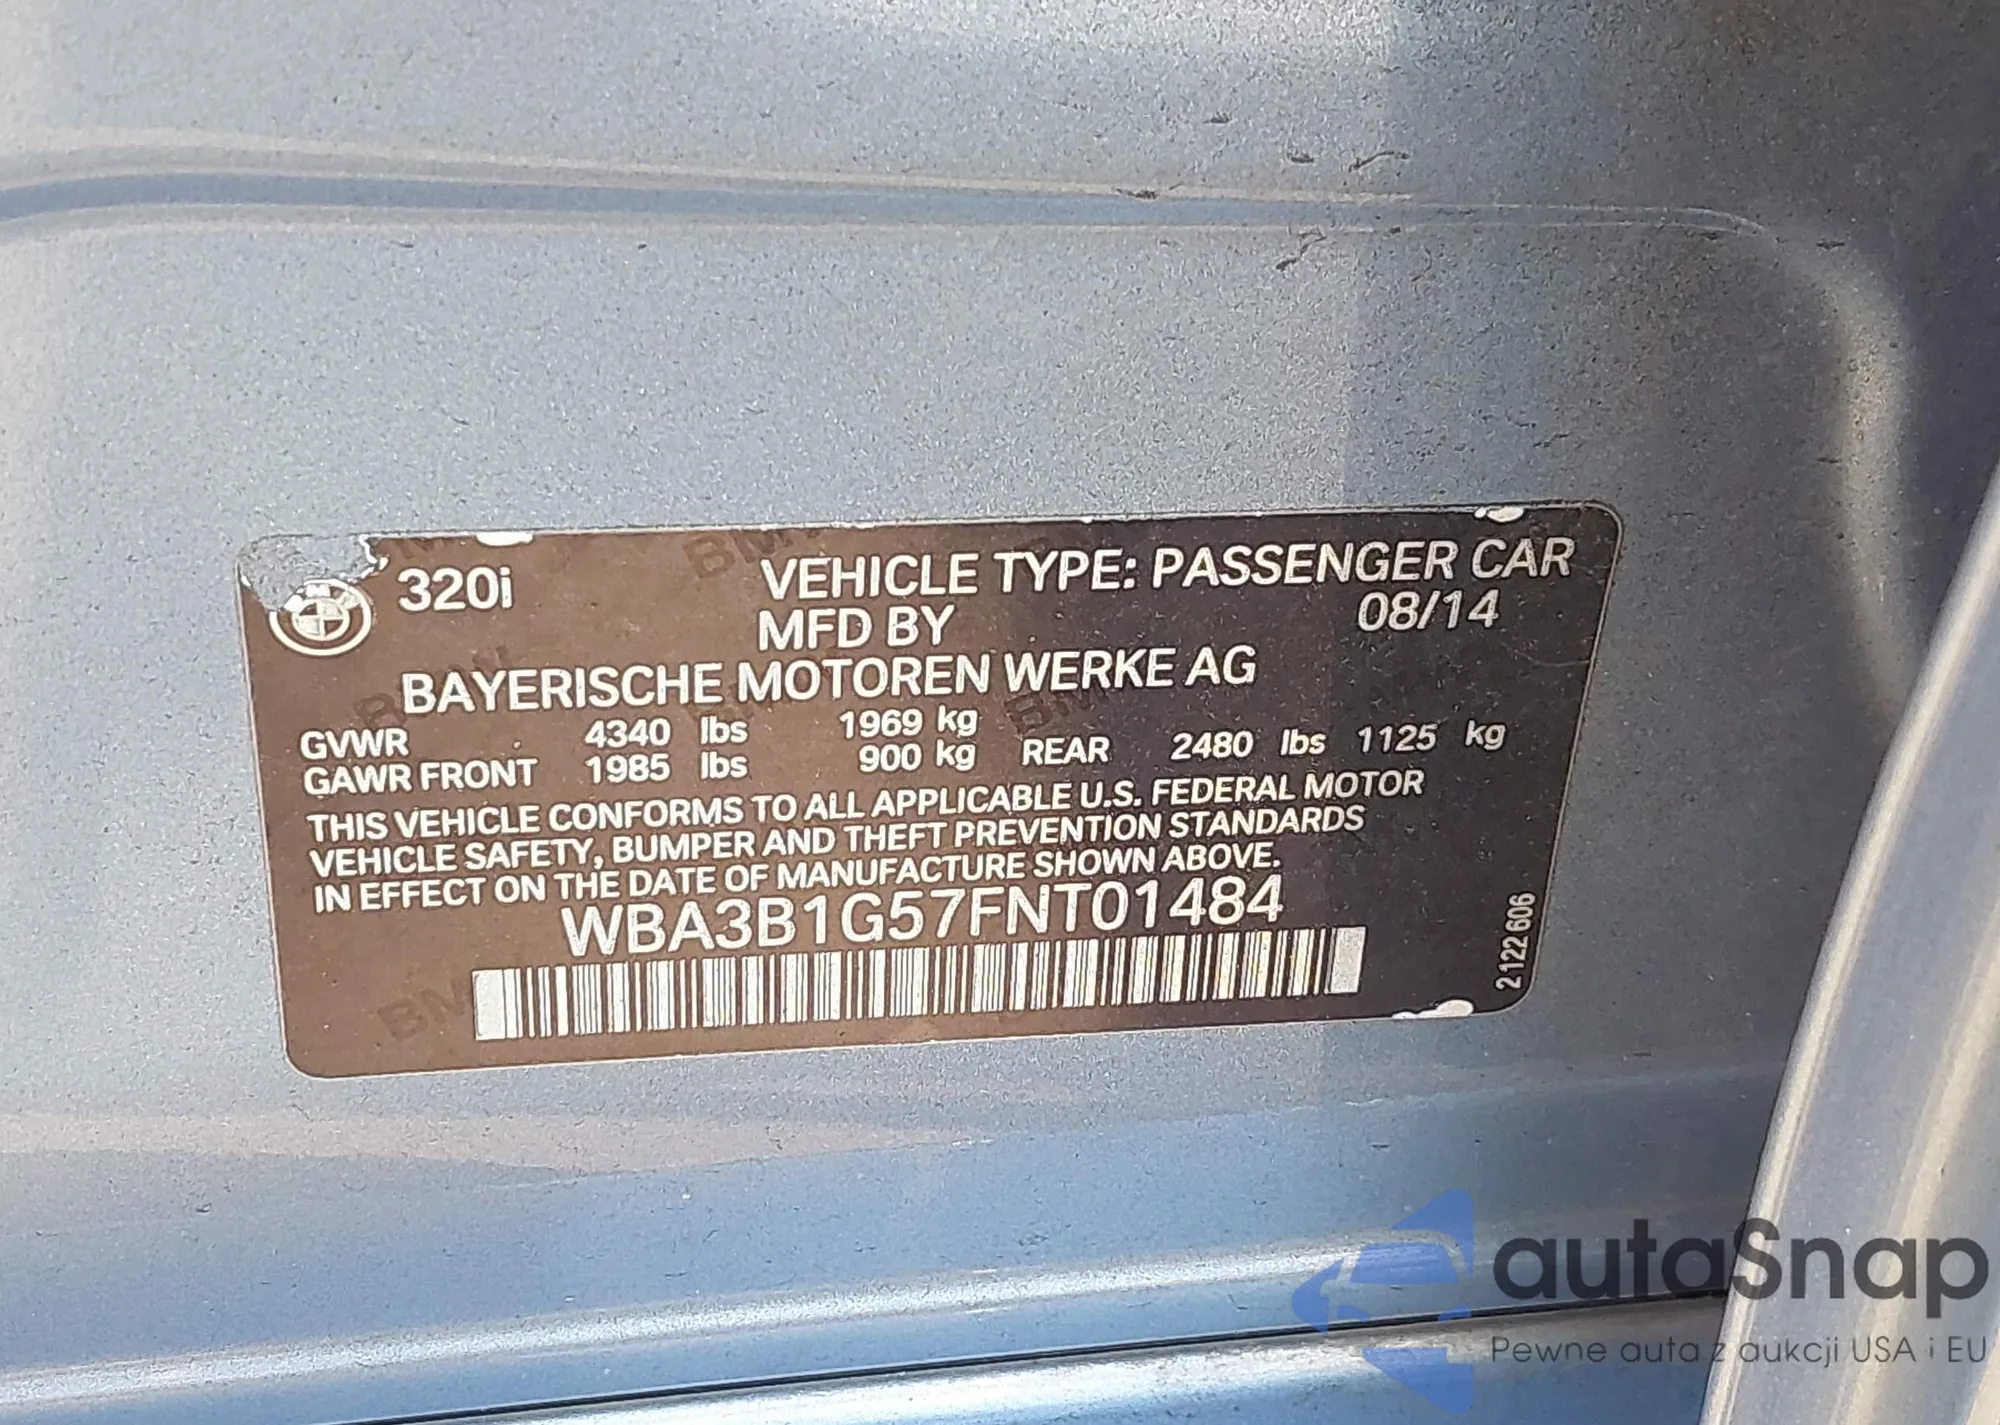 320i VEHICLE TYPE: PASSENGER CAR
MFD BY 08/14
BAYERISCHE MOTOREN WERKE AG
GVWR 4340 lbs 1969 kg
GAWR FRONT 1985 lbs 900 kg REAR 2480 lbs 1125 kg
THIS VEHICLE CONFORMS TO ALL APPLICABLE U.S. FEDERAL MOTOR
VEHICLE SAFETY, BUMPER AND THEFT PREVENTION STANDARDS
IN EFFECT ON THE DATE OF MANUFACTURE SHOWN ABOVE.
WBA3B1G57FNT01484
2122606
autaSnap
Pewne auta z aukcji USA i EU